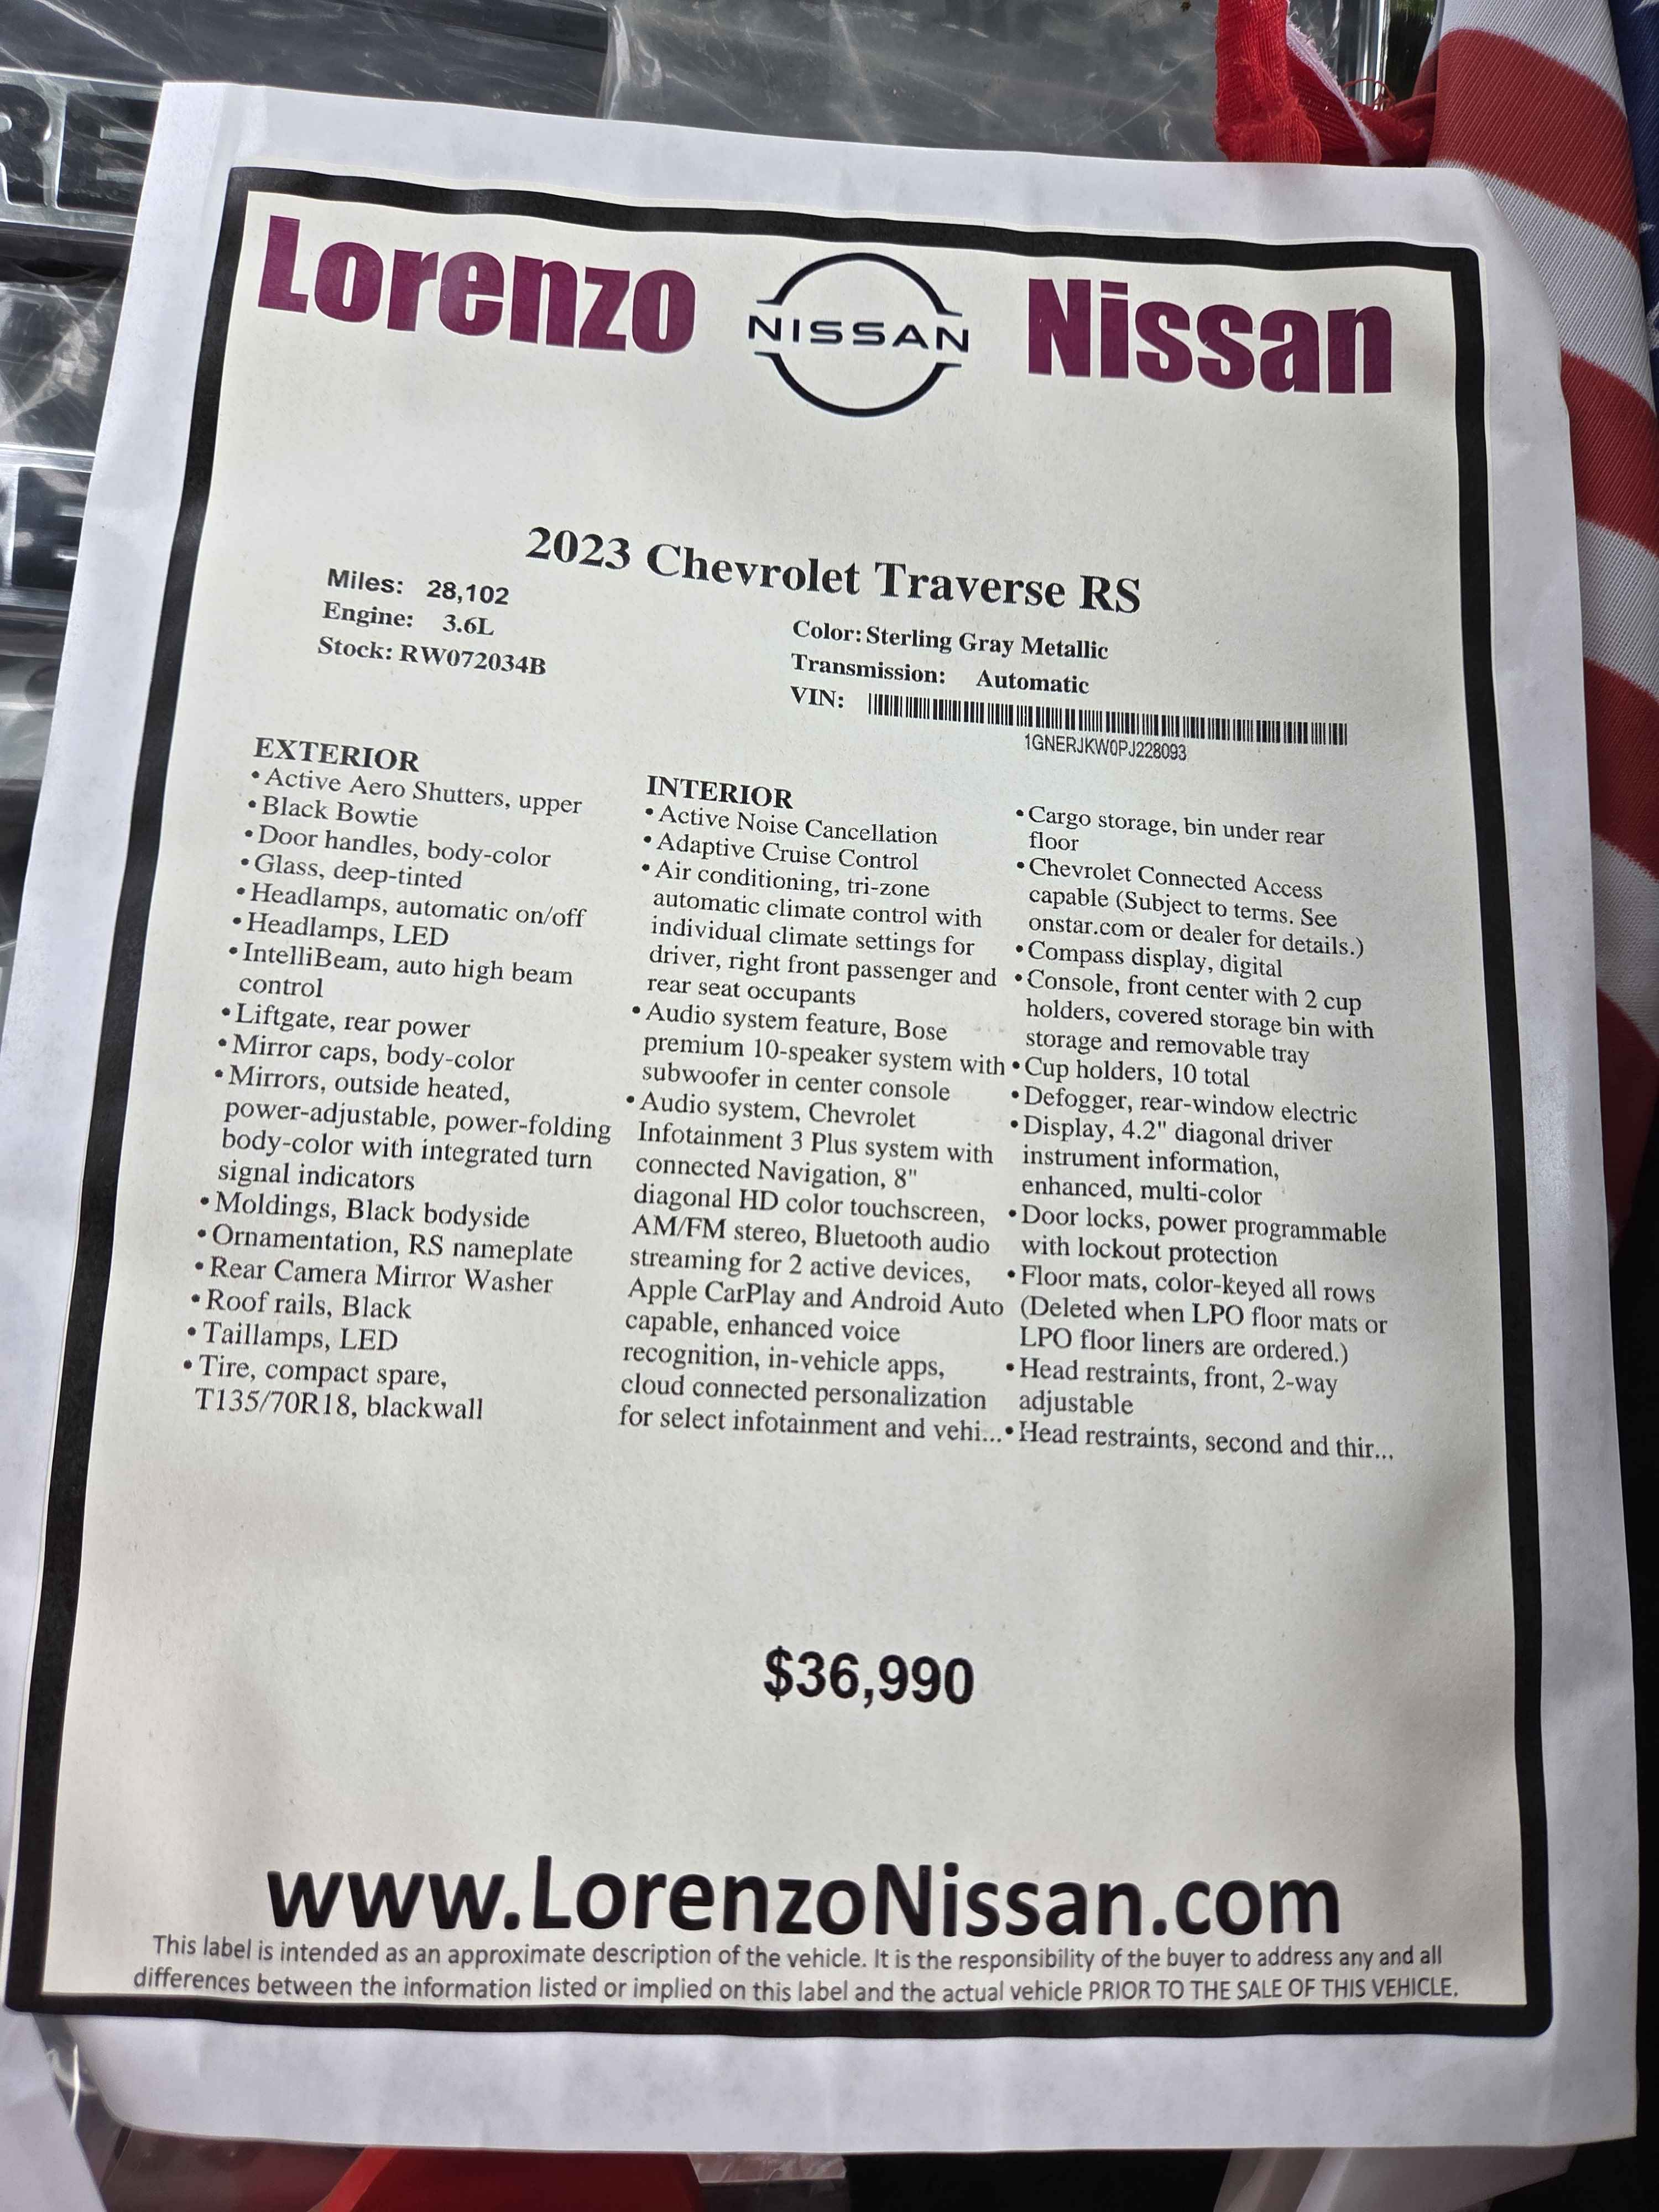 RE
E
Lorenzo NISSAN Nissan
2023 Chevrolet Traverse RS
Miles: 28,102
Engine: 3.6L
Stock: RW072034B
Color: Sterling Gray Metallic
Transmission: Automatic
VIN:
1GNERJKW0PJ228093
EXTERIOR
• Active Aero Shutters, upper
• Black Bowtie
• Door handles, body-color
• Glass, deep-tinted
• Headlamps, automatic on/off
• Headlamps, LED
• IntelliBeam, auto high beam
control
• Liftgate, rear power
• Mirror caps, body-color
• Mirrors, outside heated,
power-adjustable, power-folding
body-color with integrated turn
signal indicators
• Moldings, Black bodyside
• Ornamentation, RS nameplate
• Rear Camera Mirror Washer
• Roof rails, Black
• Taillamps, LED
• Tire, compact spare,
T135/70R18, blackwall
INTERIOR
• Active Noise Cancellation
• Adaptive Cruise Control
• Air conditioning, tri-zone
automatic climate control with
individual climate settings for
driver, right front passenger and
rear seat occupants
• Audio system feature, Bose
premium 10-speaker system with
subwoofer in center console
• Audio system, Chevrolet
Infotainment 3 Plus system with
connected Navigation, 8"
diagonal HD color touchscreen,
AM/FM stereo, Bluetooth audio
streaming for 2 active devices,
Apple CarPlay and Android Auto
capable, enhanced voice
recognition, in-vehicle apps,
cloud connected personalization
for select infotainment and vehi...
• Cargo storage, bin under rear
floor
• Chevrolet Connected Access
capable (Subject to terms. See
onstar.com or dealer for details.)
• Compass display, digital
• Console, front center with 2 cup
holders, covered storage bin with
storage and removable tray
• Cup holders, 10 total
• Defogger, rear-window electric
• Display, 4.2" diagonal driver
instrument information,
enhanced, multi-color
• Door locks, power programmable
with lockout protection
• Floor mats, color-keyed all rows
(Deleted when LPO floor mats or
LPO floor liners are ordered.)
• Head restraints, front, 2-way
adjustable
• Head restraints, second and thir...
$36,990
www.LorenzoNissan.com
This label is intended as an approximate description of the vehicle. It is the responsibility of the buyer to address any and all
differences between the information listed or implied on this label and the actual vehicle PRIOR TO THE SALE OF THIS VEHICLE.